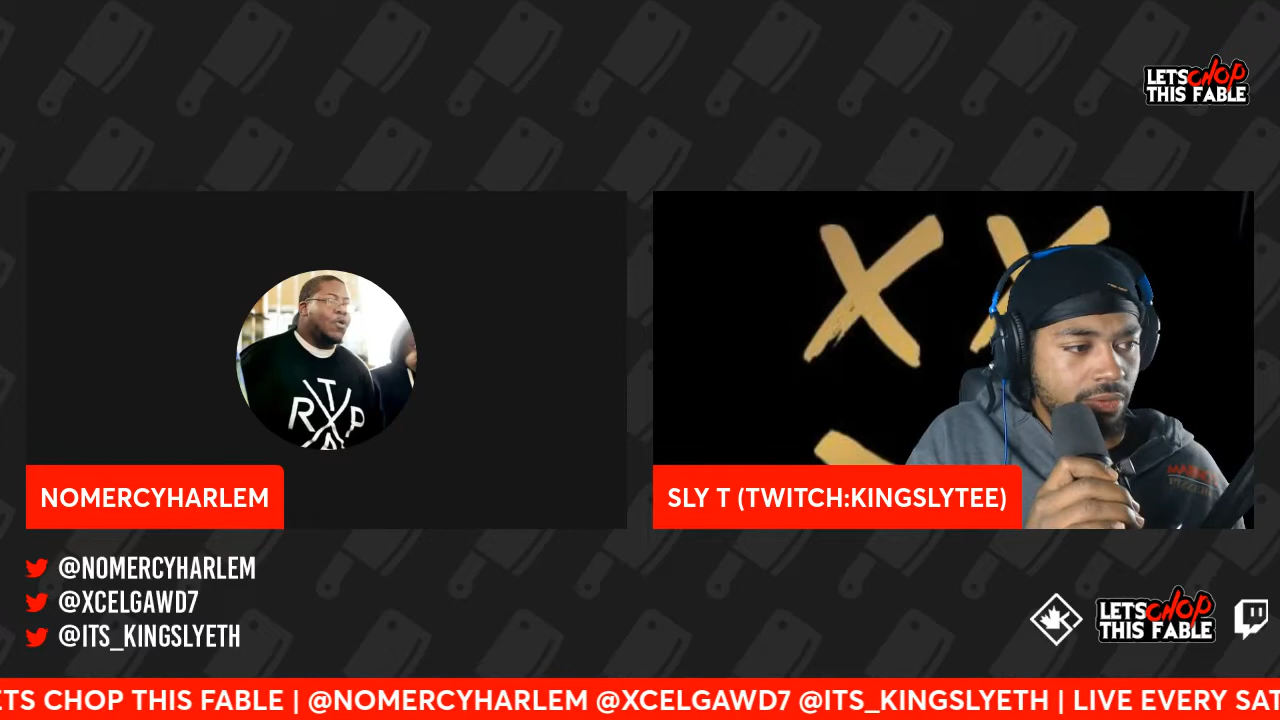 LETS CHOP
THIS FABLE
X X
R T P
A
NOMERCYHARLEM
SLY T (TWITCH:KINGSLYTEE)
@NOMERCYHARLEM
@XCELGAWD7
@ITS_KINGSLYETH
K
LETS CHOP
THIS FABLE
ETS CHOP THIS FABLE | @NOMERCYHARLEM @XCELGAWD7 @ITS_KINGSLYETH | LIVE EVERY SAT